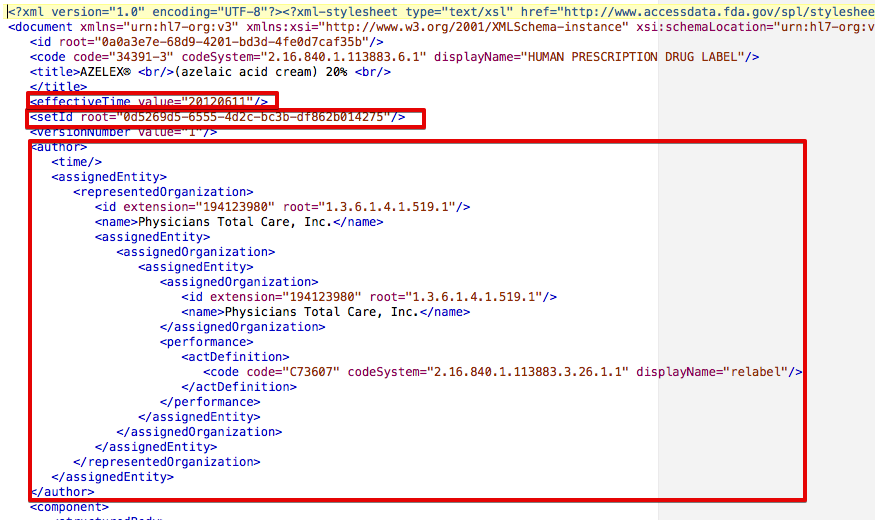 <?xml version="1.0" encoding="UTF-8"?><?xml-stylesheet type="text/xsl" href="http://www.accessdata.fda.gov/spl/styleshee
<document xmlns="urn:hl7-org:v3" xmlns:xsi="http://www.w3.org/2001/XMLSchema-instance" xsi:schemaLocation="urn:hl7-org:v
<id root="0a0a3e7e-68d9-4201-bd3d-4fe0d7caf35b"/>
<code code="34391-3" codeSystem="2.16.840.1.113883.6.1" displayName="HUMAN PRESCRIPTION DRUG LABEL"/>
<title>AZELEX® <br/>(azelaic acid cream) 20% <br/>
</title>
<effectiveTime value="20120611"/>
<setId root="0d5269d5-6555-4d2c-bc3b-df862b014275"/>
<versionNumber value="1"/>
<author>
<time/>
<assignedEntity>
<representedOrganization>
<id extension="194123980" root="1.3.6.1.4.1.519.1"/>
<name>Physicians Total Care, Inc.</name>
<assignedEntity>
<assignedOrganization>
<assignedEntity>
<assignedOrganization>
<id extension="194123980" root="1.3.6.1.4.1.519.1"/>
<name>Physicians Total Care, Inc.</name>
</assignedOrganization>
<performance>
<actDefinition>
<code code="C73607" codeSystem="2.16.840.1.113883.3.26.1.1" displayName="relabel"/>
</actDefinition>
</performance>
</assignedEntity>
</assignedOrganization>
</assignedEntity>
</representedOrganization>
</assignedEntity>
</author>
<component>
<structuredBody>